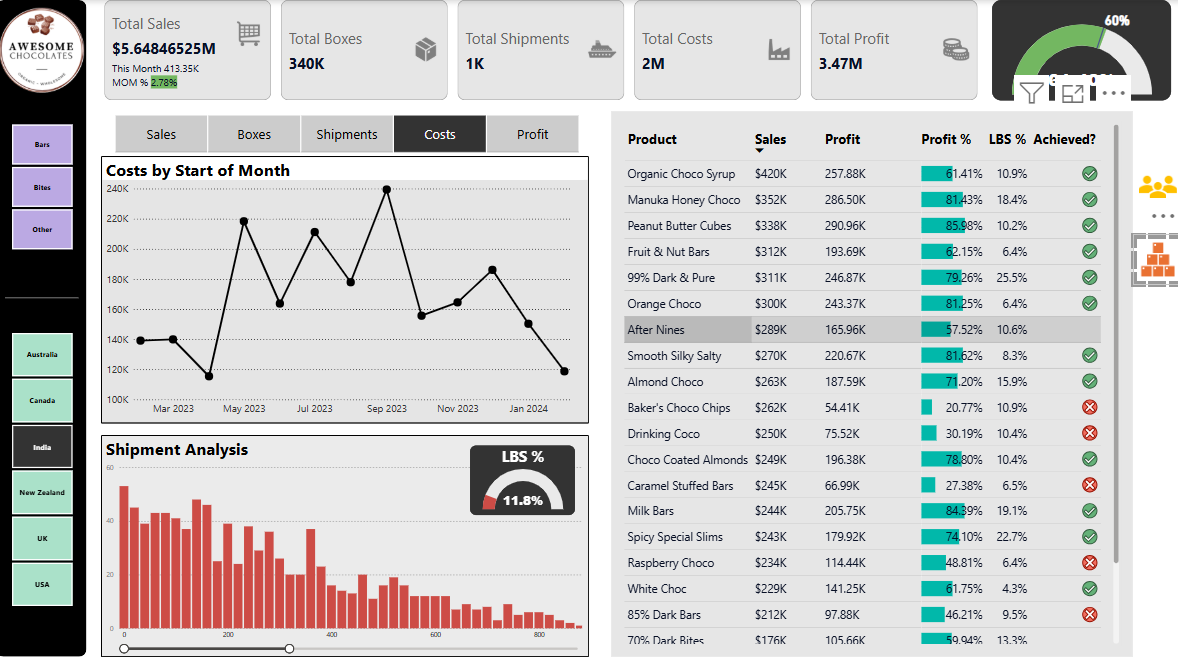 AWESOME
CHOCOLATES
Bars
Bites
Other
Australia
Canada
India
New Zealand
UK
USA
Total Sales
$5.64846525M
This Month 413.35K
MOM % 2.78%
Total Boxes
340K
Total Shipments
1K
Total Costs
2M
Total Profit
3.47M
60%
Sales Boxes Shipments Costs Profit
Costs by Start of Month
240K
220K
200K
180K
160K
140K
120K
100K
Mar 2023 May 2023 Jul 2023 Sep 2023 Nov 2023 Jan 2024
Shipment Analysis
LBS %
11.8%
60
40
20
0
0 200 400 600 800
Product Sales Profit Profit % LBS % Achieved?
Organic Choco Syrup $420K 257.88K 61.41% 10.9%
Manuka Honey Choco $352K 286.50K 81.43% 18.4%
Peanut Butter Cubes $338K 290.96K 85.98% 10.2%
Fruit & Nut Bars $312K 193.69K 62.15% 6.4%
99% Dark & Pure $311K 246.87K 79.26% 25.5%
Orange Choco $300K 243.37K 81.25% 6.4%
After Nines $289K 165.96K 57.52% 10.6%
Smooth Silky Salty $270K 220.67K 81.62% 8.3%
Almond Choco $263K 187.59K 71.20% 15.9%
Baker's Choco Chips $262K 54.41K 20.77% 10.9%
Drinking Coco $250K 75.52K 30.19% 10.4%
Choco Coated Almonds $249K 196.38K 78.80% 10.4%
Caramel Stuffed Bars $245K 66.99K 27.38% 6.5%
Milk Bars $244K 205.75K 84.39% 19.1%
Spicy Special Slims $243K 179.92K 74.10% 22.7%
Raspberry Choco $234K 114.44K 48.81% 6.4%
White Choc $229K 141.25K 61.75% 4.3%
85% Dark Bars $212K 97.88K 46.21% 9.5%
70% Dark Bites $176K 105.66K 59.94% 13.3%